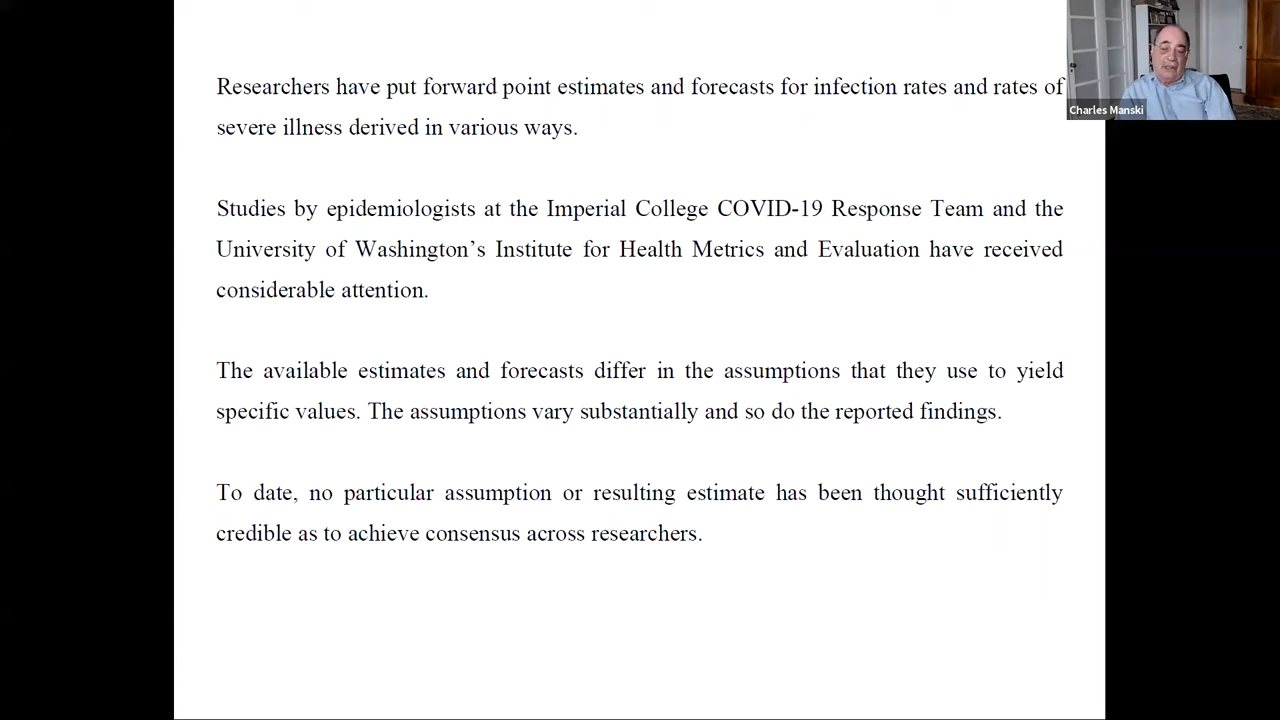 Researchers have put forward point estimates and forecasts for infection rates and rates of
severe illness derived in various ways.
Charles Manski
Studies by epidemiologists at the Imperial College COVID-19 Response Team and the
University of Washington’s Institute for Health Metrics and Evaluation have received
considerable attention.
The available estimates and forecasts differ in the assumptions that they use to yield
specific values. The assumptions vary substantially and so do the reported findings.
To date, no particular assumption or resulting estimate has been thought sufficiently
credible as to achieve consensus across researchers.